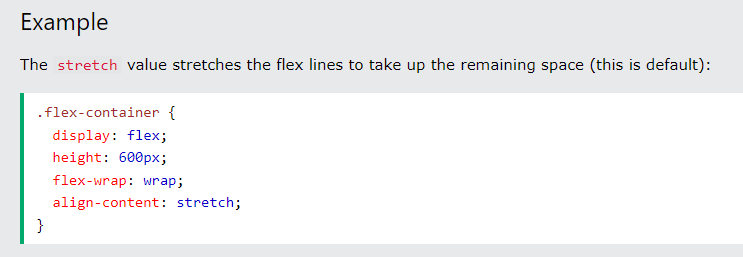 Example
The stretch value stretches the flex lines to take up the remaining space (this is default):
.flex-container {
  display: flex;
  height: 600px;
  flex-wrap: wrap;
  align-content: stretch;
}